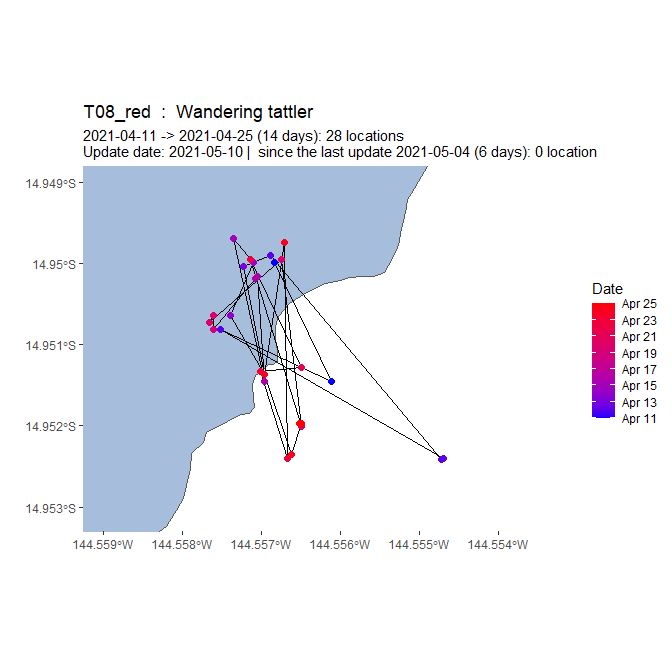 T08_red : Wandering tattler
2021-04-11 -> 2021-04-25 (14 days): 28 locations
Update date: 2021-05-10 | since the last update 2021-05-04 (6 days): 0 location
14.949°S
14.95°S
14.951°S
14.952°S
14.953°S
144.559°W 144.558°W 144.557°W 144.556°W 144.555°W 144.554°W
Date
Apr 25
Apr 23
Apr 21
Apr 19
Apr 17
Apr 15
Apr 13
Apr 11